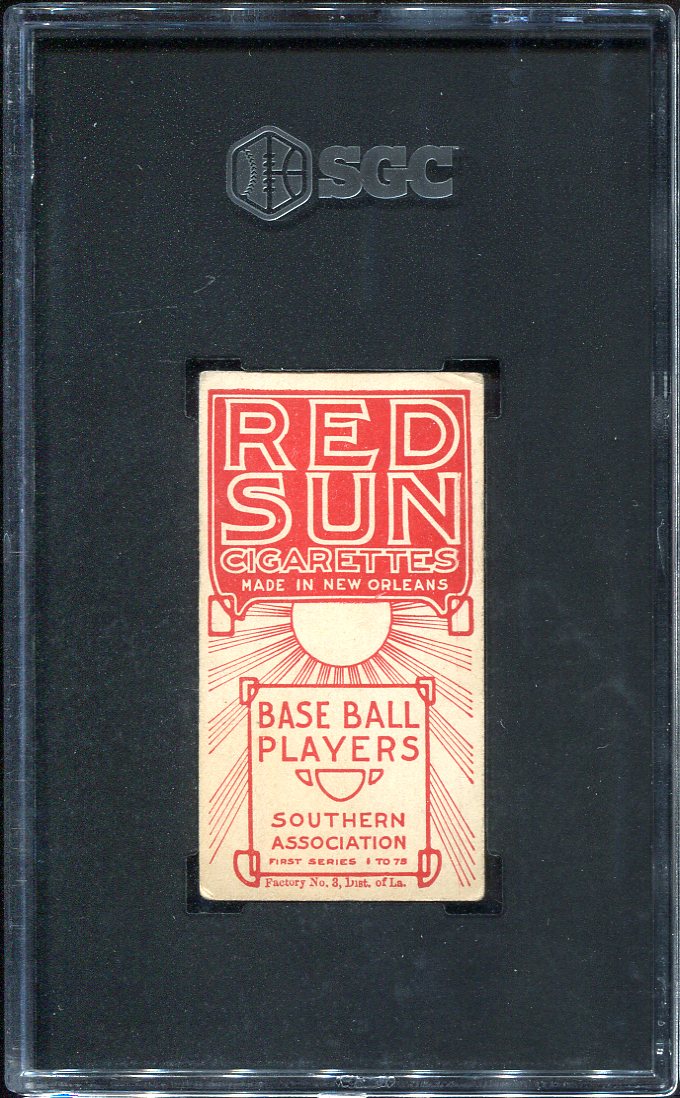 SGC
RED
SUN
CIGARETTES
MADE IN NEW ORLEANS
BASE BALL
PLAYERS
SOUTHERN
ASSOCIATION
FIRST SERIES 1 TO 75
Factory No. 3, Dist. of La.